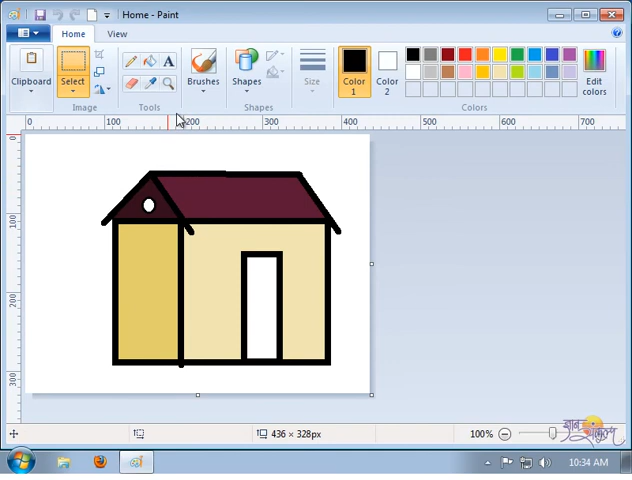 Home - Paint
Home View
Clipboard Select Brushes Shapes Size Color 1 Color 2 Edit colors
Image Tools Shapes Colors
0 100 200 300 400 500 600 700
0
100
200
300
436 × 328px 100%
10:34 AM